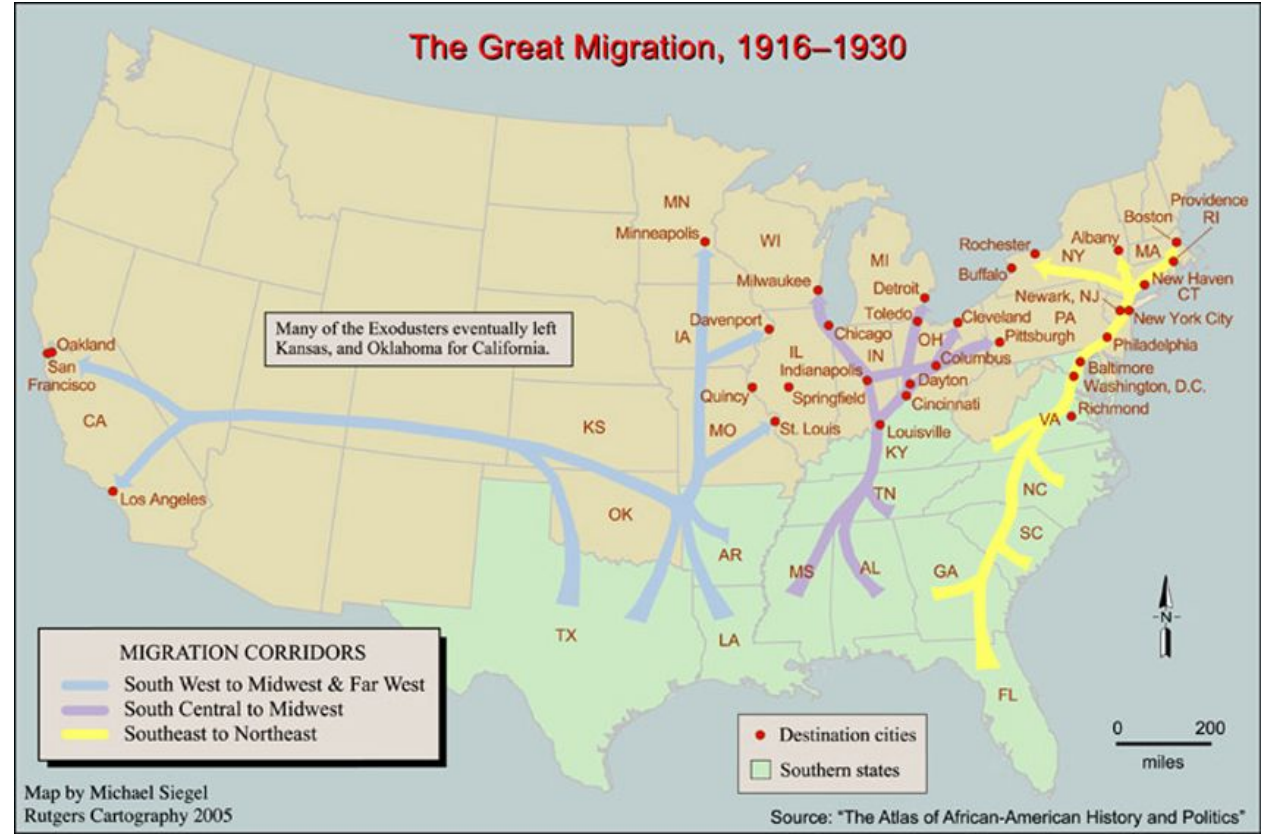 The Great Migration, 1916–1930
MN
Minneapolis
WI
MI
Milwaukee
Detroit
Rochester
Buffalo
Albany
NY
Boston
MA
Providence
RI
New Haven
CT
Newark, NJ
New York City
PA
Philadelphia
Cleveland
Toledo
Pittsburgh
OH
Columbus
Chicago
IN
IL
Indianapolis
Davenport
IA
Many of the Exodusters eventually left
Kansas, and Oklahoma for California.
Oakland
San
Francisco
CA
Los Angeles
KS
MO
Quincy
Springfield
St. Louis
Dayton
Cincinnati
Louisville
KY
Baltimore
Washington, D.C.
Richmond
VA
TN
NC
SC
OK
AR
MS
AL
GA
TX
LA
FL
N
MIGRATION CORRIDORS
South West to Midwest & Far West
South Central to Midwest
Southeast to Northeast
Destination cities
Southern states
0 200
miles
Map by Michael Siegel
Rutgers Cartography 2005
Source: "The Atlas of African-American History and Politics"